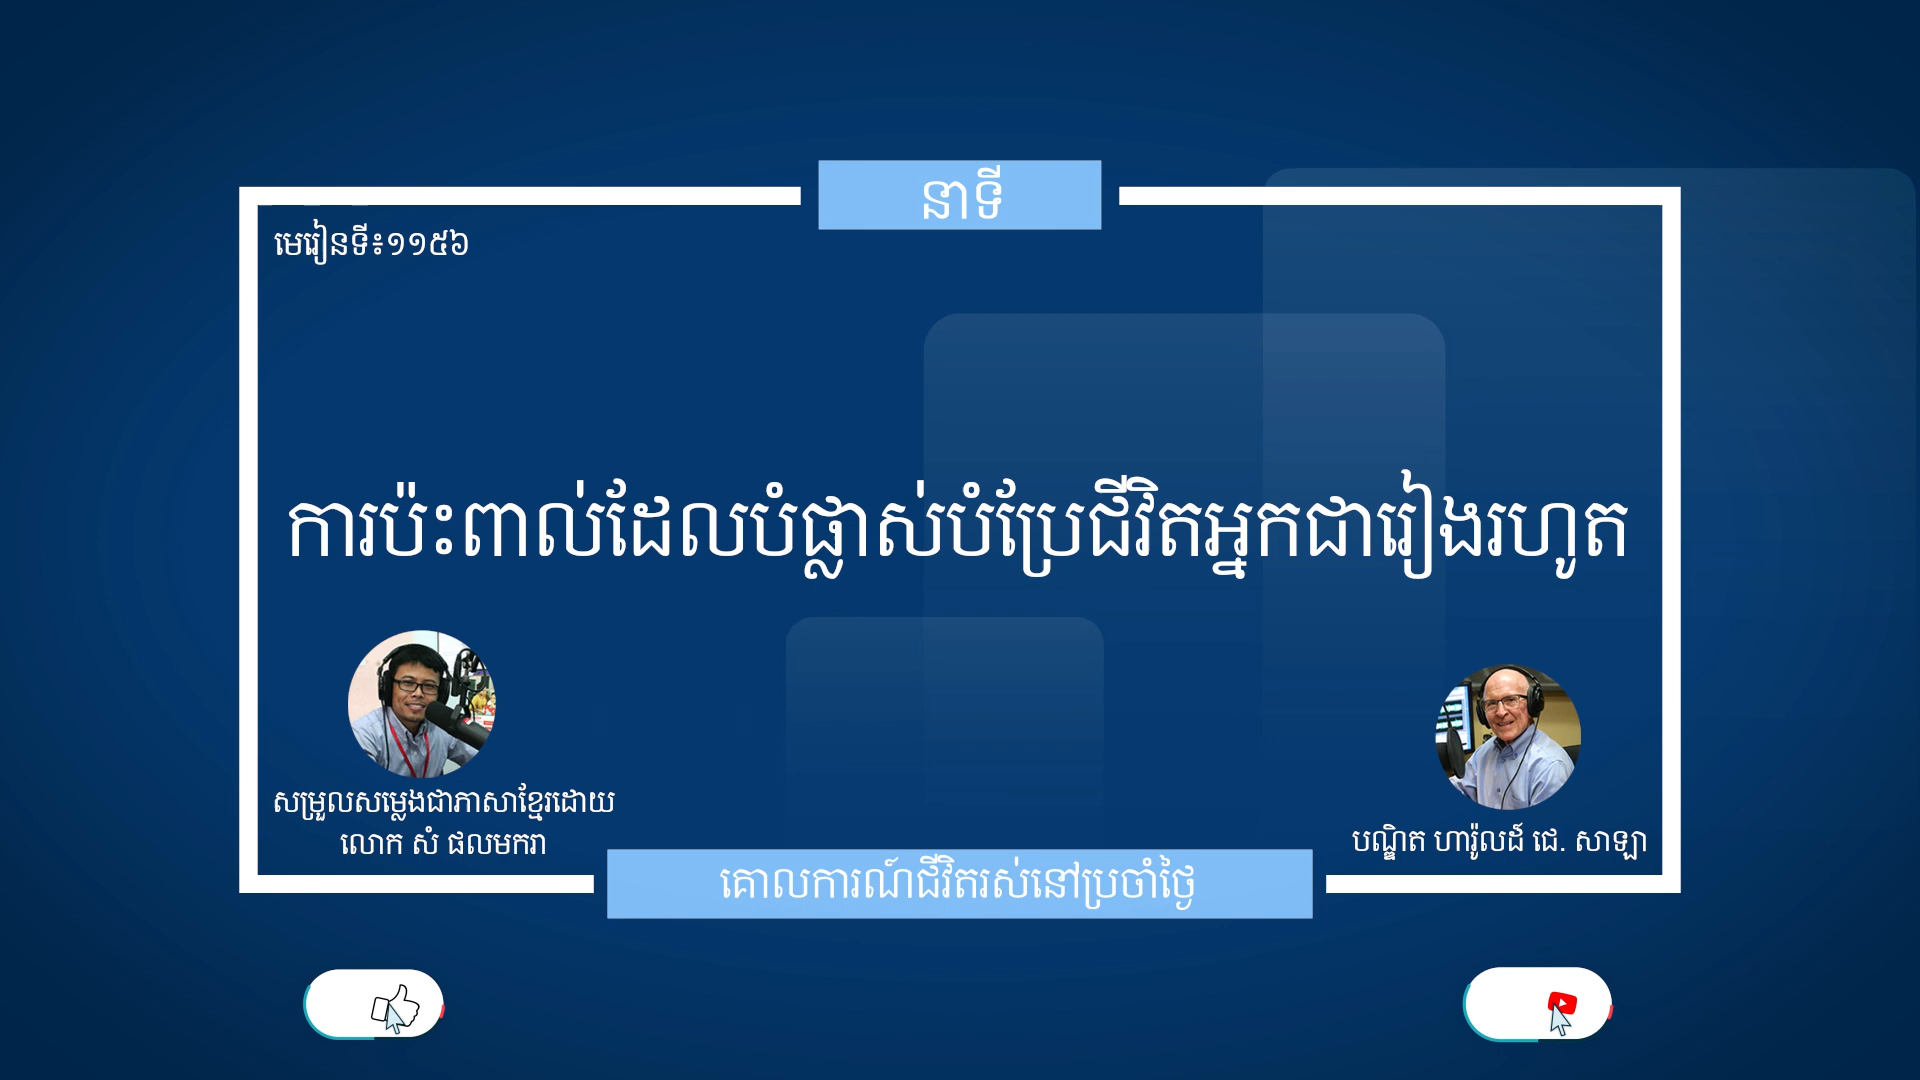 នាទី
មេរៀនទី៖១១៥៦
ការប៉ះពាល់ដែលបំផ្លាស់បំប្រែជីវិតអ្នកជារៀងរហូត
សម្រួលសម្លេងជាភាសាខ្មែរដោយ
លោក សំ ផលមករា
បណ្ឌិត ហារ៉ូលដ៍ ជេ. សាឡា
គោលការណ៍ជីវិតរស់នៅប្រចាំថ្ងៃ